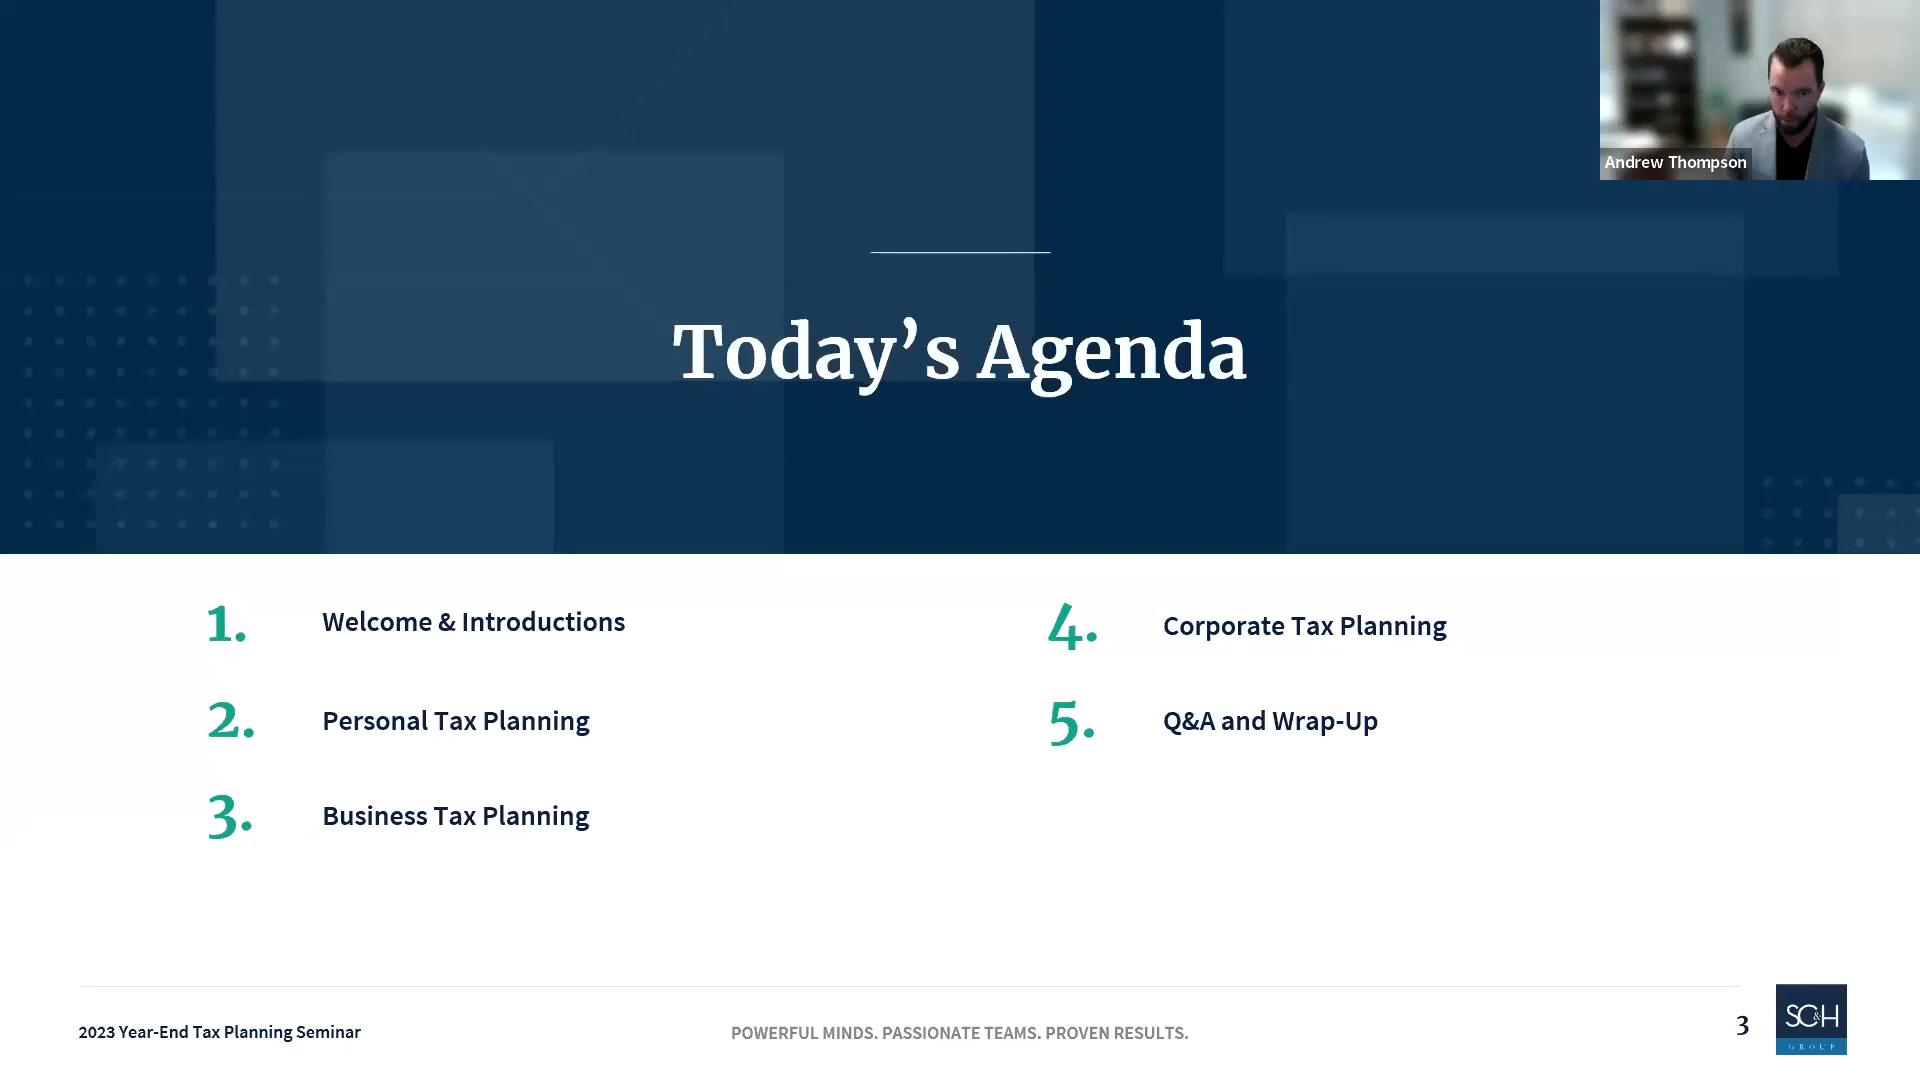 Andrew Thompson
Today’s Agenda
1. Welcome & Introductions
2. Personal Tax Planning
3. Business Tax Planning
4. Corporate Tax Planning
5. Q&A and Wrap-Up
2023 Year-End Tax Planning Seminar
POWERFUL MINDS. PASSIONATE TEAMS. PROVEN RESULTS.
3
SC&H
GROUP